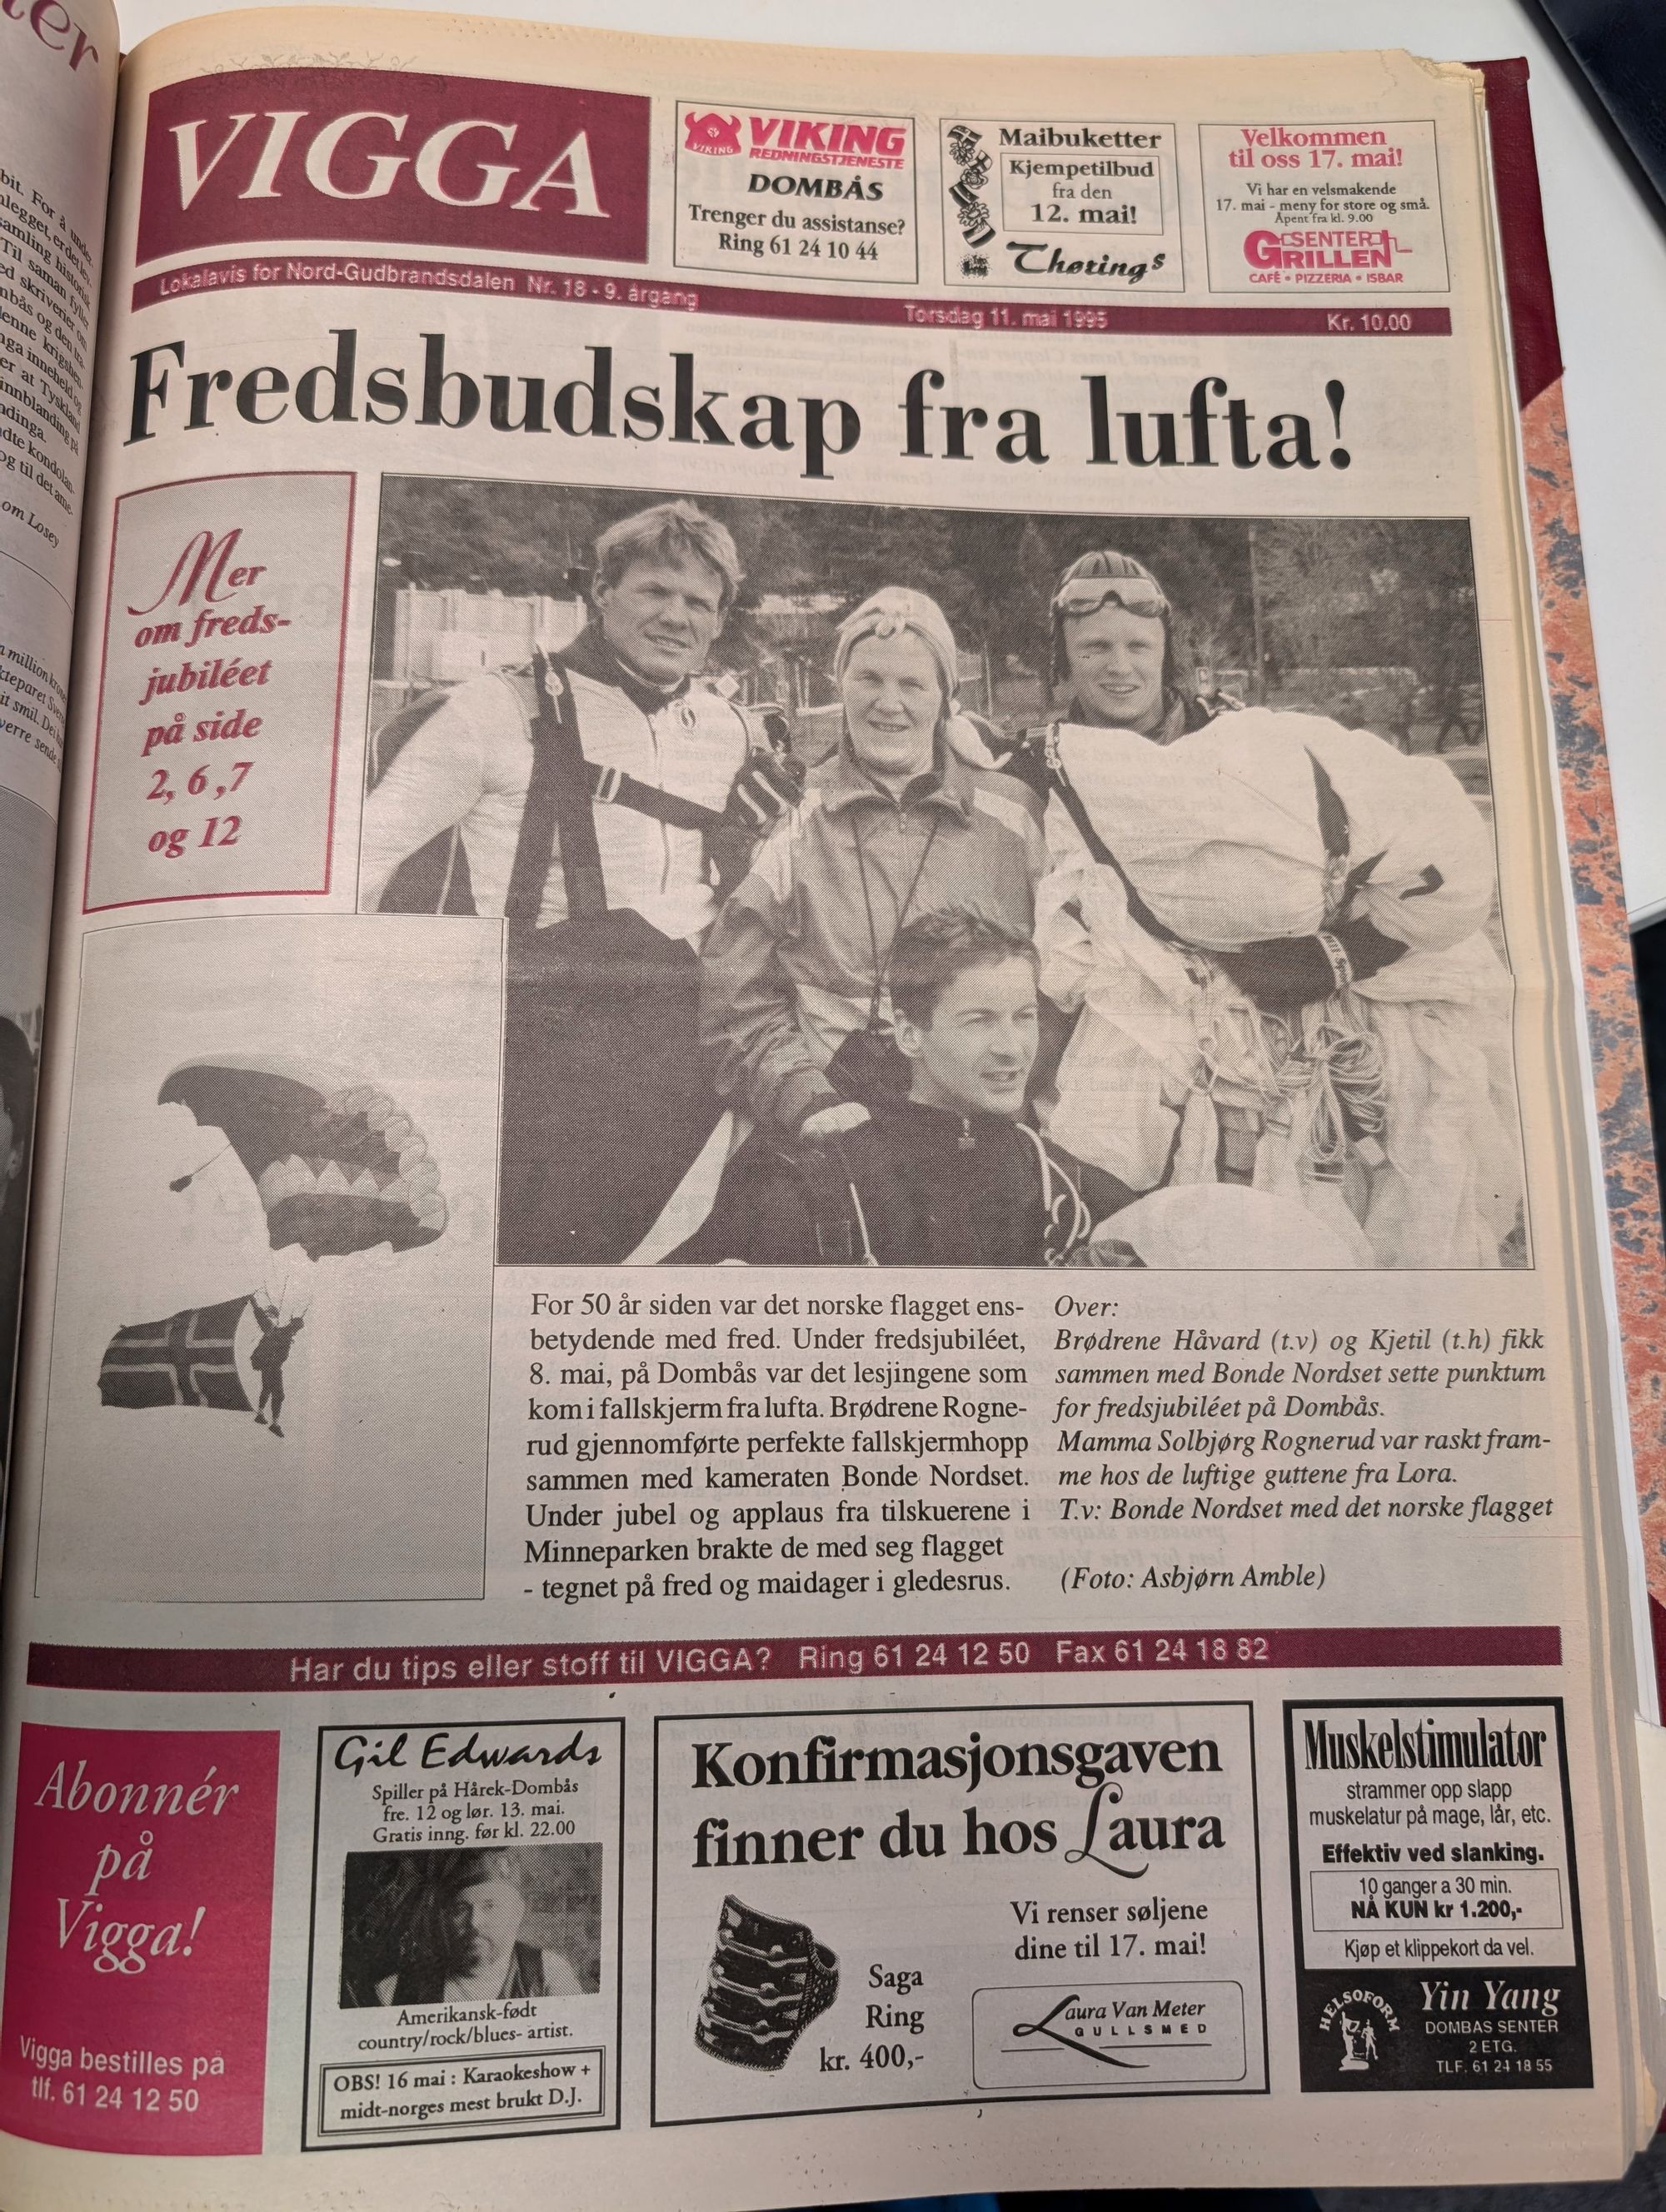 VIGGA
VIKING
VIKING
REDNINGSTJENESTE
DOMBÅS
Trenger du assistanse?
Ring 61 24 10 44
Maibuketter
Kjempetilbud
fra den
12. mai!
Thørings
Velkommen
til oss 17. mai!
Vi har en velsmakende
17. mai - meny for store og små.
Åpent fra kl. 9.00
SENTER
GRILLEN
CAFÉ • PIZZERIA • ISBAR
Lokalavis for Nord-Gudbrandsdalen Nr. 18 - 9. årgang
Torsdag 11. mai 1995
Kr. 10.00
Fredsbudskap fra lufta!
Mer
om freds-
jubiléet
på side
2, 6 ,7
og 12
For 50 år siden var det norske flagget ens-
betydende med fred. Under fredsjubiléet,
8. mai, på Dombås var det lesjingene som
kom i fallskjerm fra lufta. Brødrene Rogne-
rud gjennomførte perfekte fallskjermhopp
sammen med kameraten Bonde Nordset.
Under jubel og applaus fra tilskuerene i
Minneparken brakte de med seg flagget
- tegnet på fred og maidager i gledesrus.
Over:
Brødrene Håvard (t.v) og Kjetil (t.h) fikk
sammen med Bonde Nordset sette punktum
for fredsjubiléet på Dombås.
Mamma Solbjørg Rognerud var raskt fram-
me hos de luftige guttene fra Lora.
T.v: Bonde Nordset med det norske flagget
(Foto: Asbjørn Amble)
Har du tips eller stoff til VIGGA? Ring 61 24 12 50 Fax 61 24 18 82
Abonnér
på
Vigga!
Vigga bestilles på
tlf. 61 24 12 50
Gil Edwards
Spiller på Hårek-Dombås
fre. 12 og lør. 13. mai.
Gratis inng. før kl. 22.00
Amerikansk-født
country/rock/blues- artist.
OBS! 16 mai : Karaokeshow +
midt-norges mest brukt D.J.
Konfirmasjonsgaven
finner du hos Laura
Vi renser søljene
dine til 17. mai!
Saga
Ring
kr. 400,-
Laura Van Meter
GULLSMED
Muskelstimulator
strammer opp slapp
muskelatur på mage, lår, etc.
Effektiv ved slanking.
10 ganger a 30 min.
NÅ KUN kr 1.200,-
Kjøp et klippekort da vel.
HELSOFORM
Yin Yang
DOMBÅS SENTER
2 ETG.
TLF. 61 24 18 55